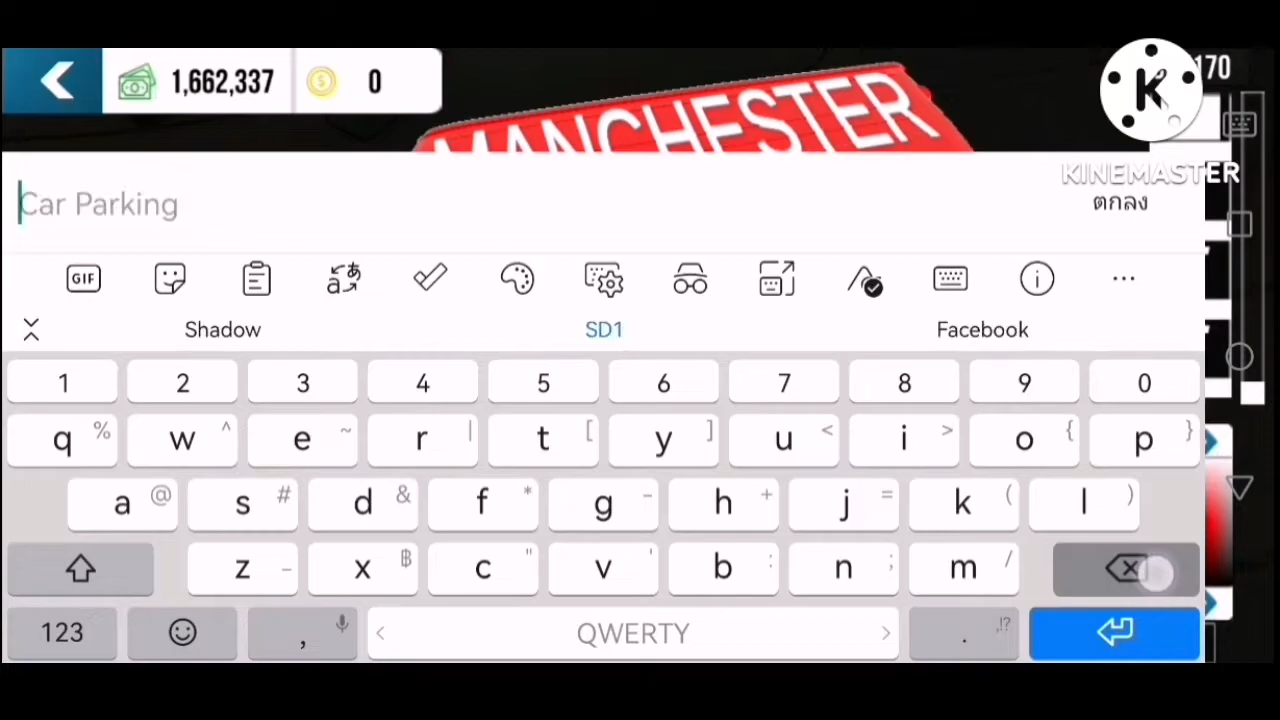 1,662,337 0 170
MANCHESTER
K
KINEMASTER
Car Parking ตกลง
GIF
Shadow SD1 Facebook
1 2 3 4 5 6 7 8 9 0
q % w ^ e ~ r | t [ y ] u < i > o { p }
a @ s # d & f * g - h + j = k ( l )
z _ x ฿ c " v ' b : n ; m /
123 , < QWERTY > . ,!?